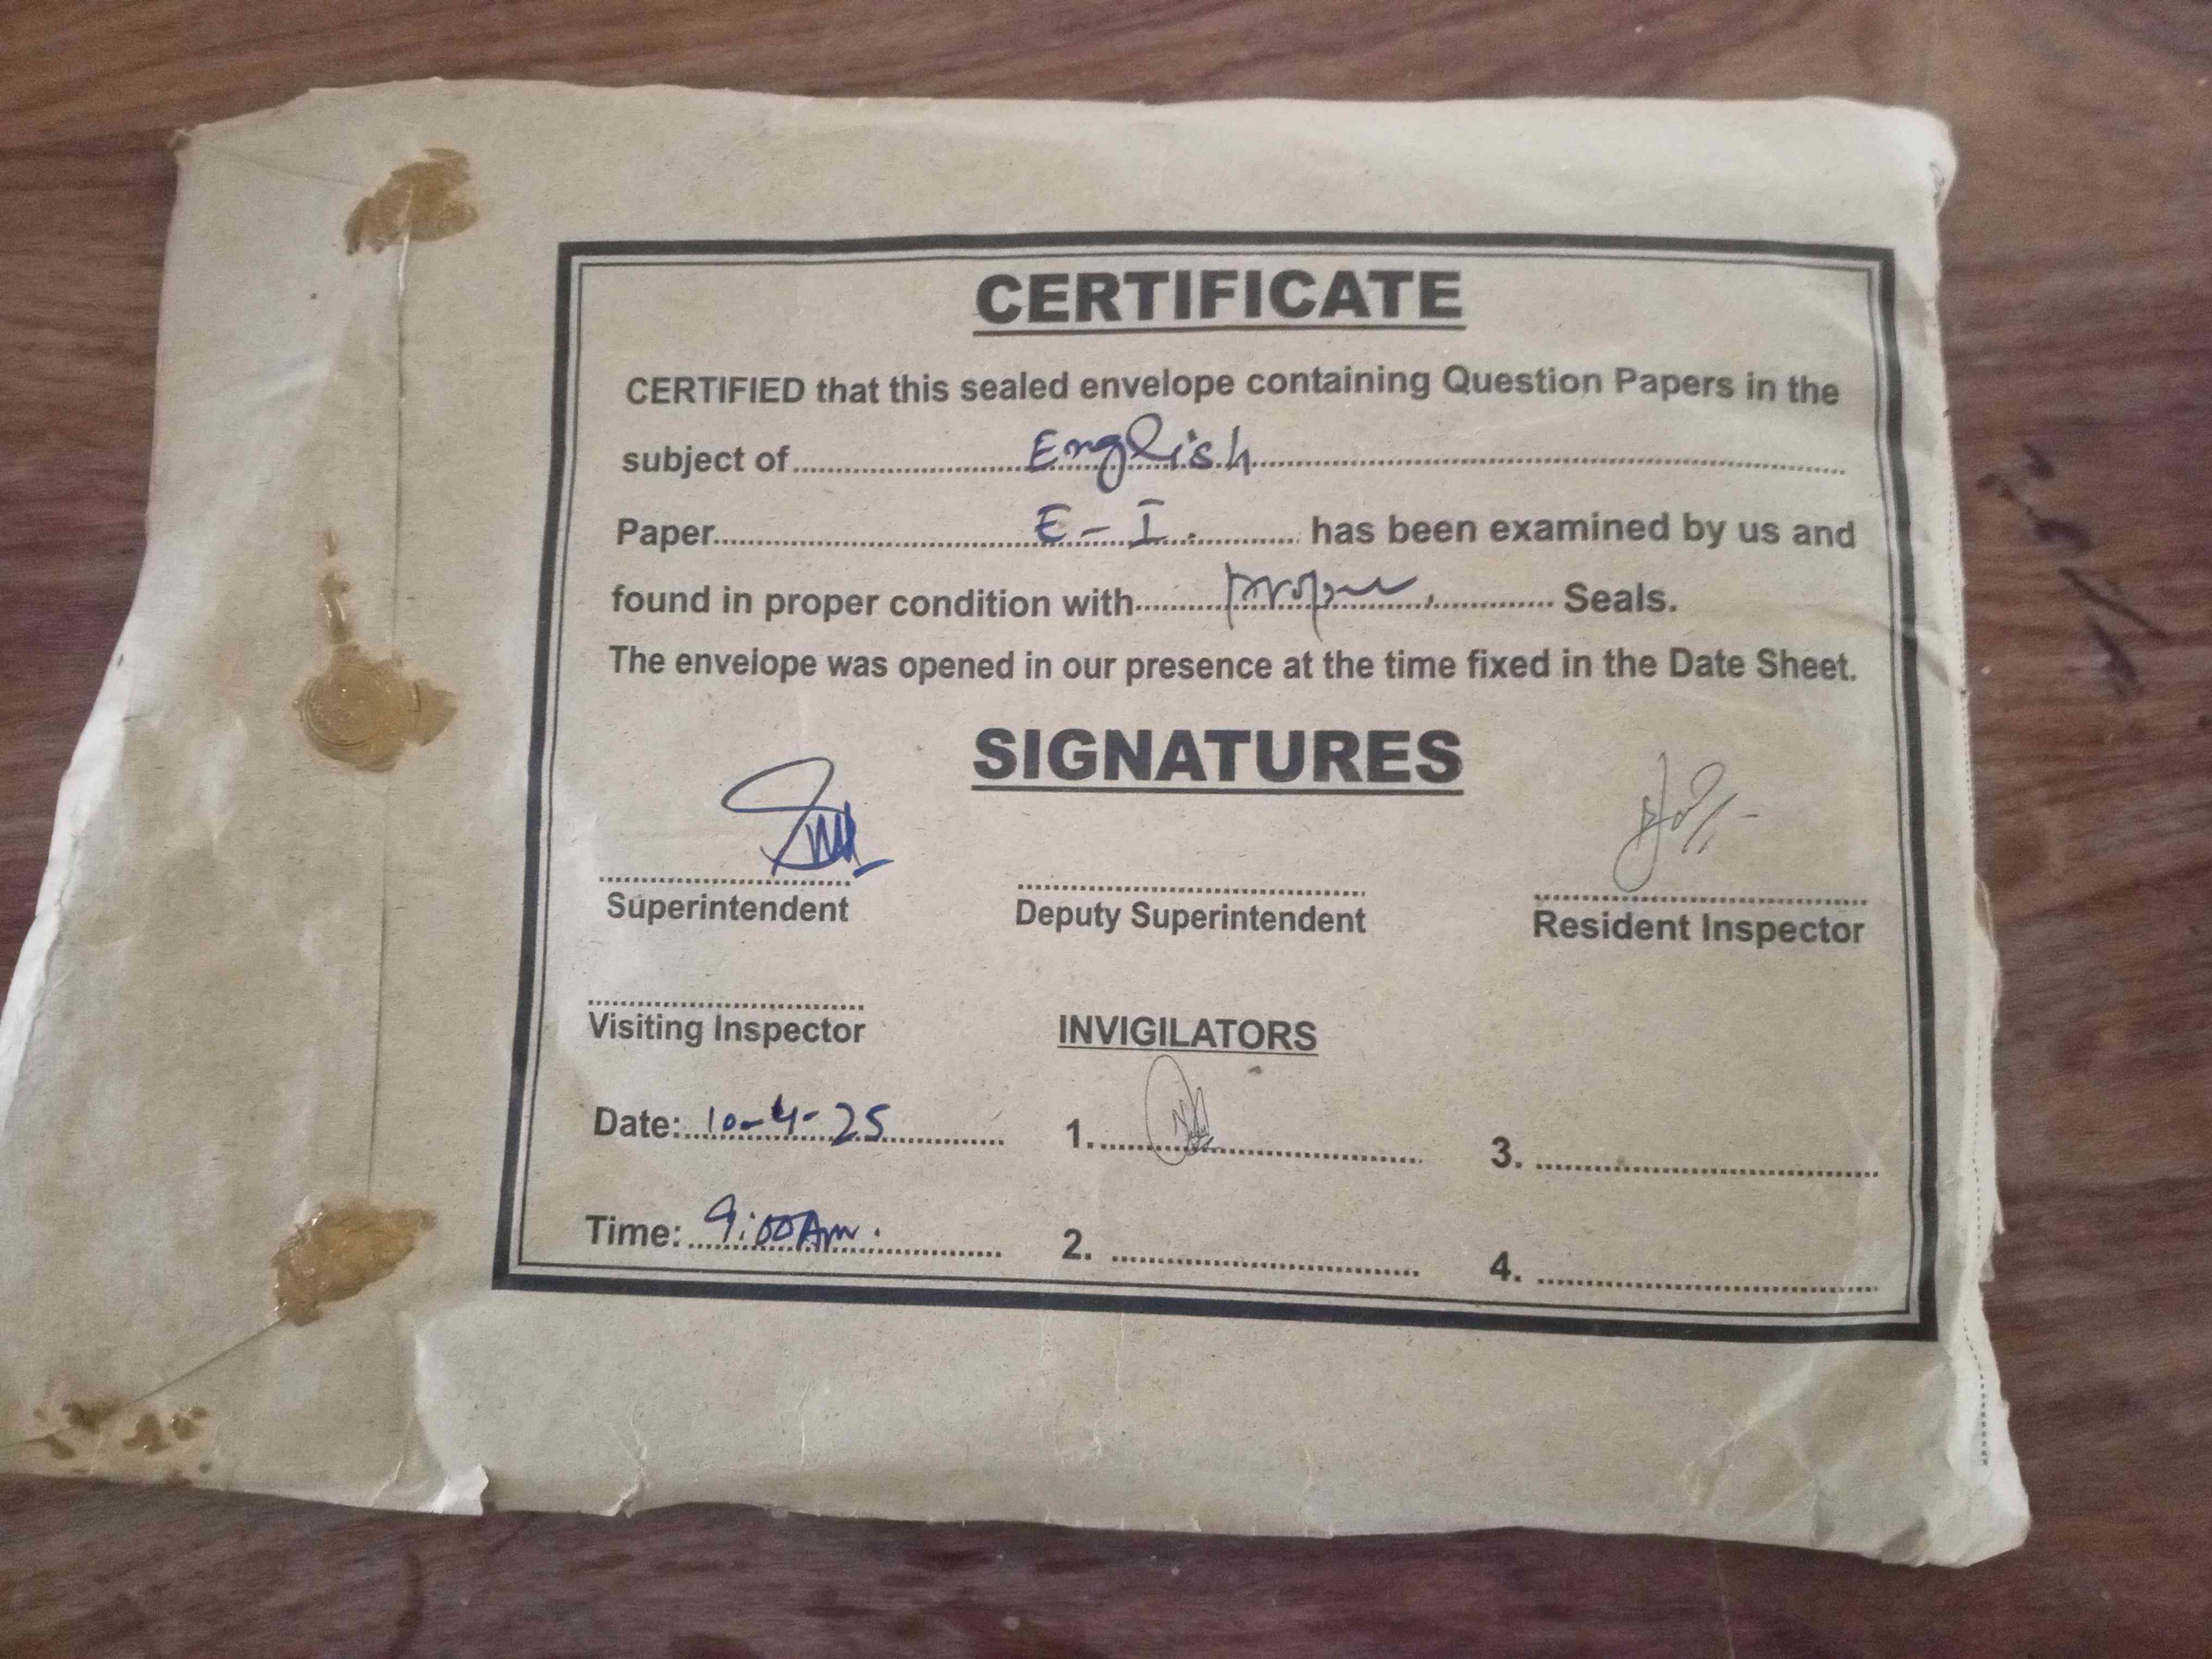 CERTIFICATE
CERTIFIED that this sealed envelope containing Question Papers in the
subject of English
Paper E - I. has been examined by us and
found in proper condition with proper. Seals.
The envelope was opened in our presence at the time fixed in the Date Sheet.
SIGNATURES
Superintendent Deputy Superintendent Resident Inspector
Visiting Inspector INVIGILATORS
Date: 10-4-25 1. 3.
Time: 9:00 Am. 2. 4.